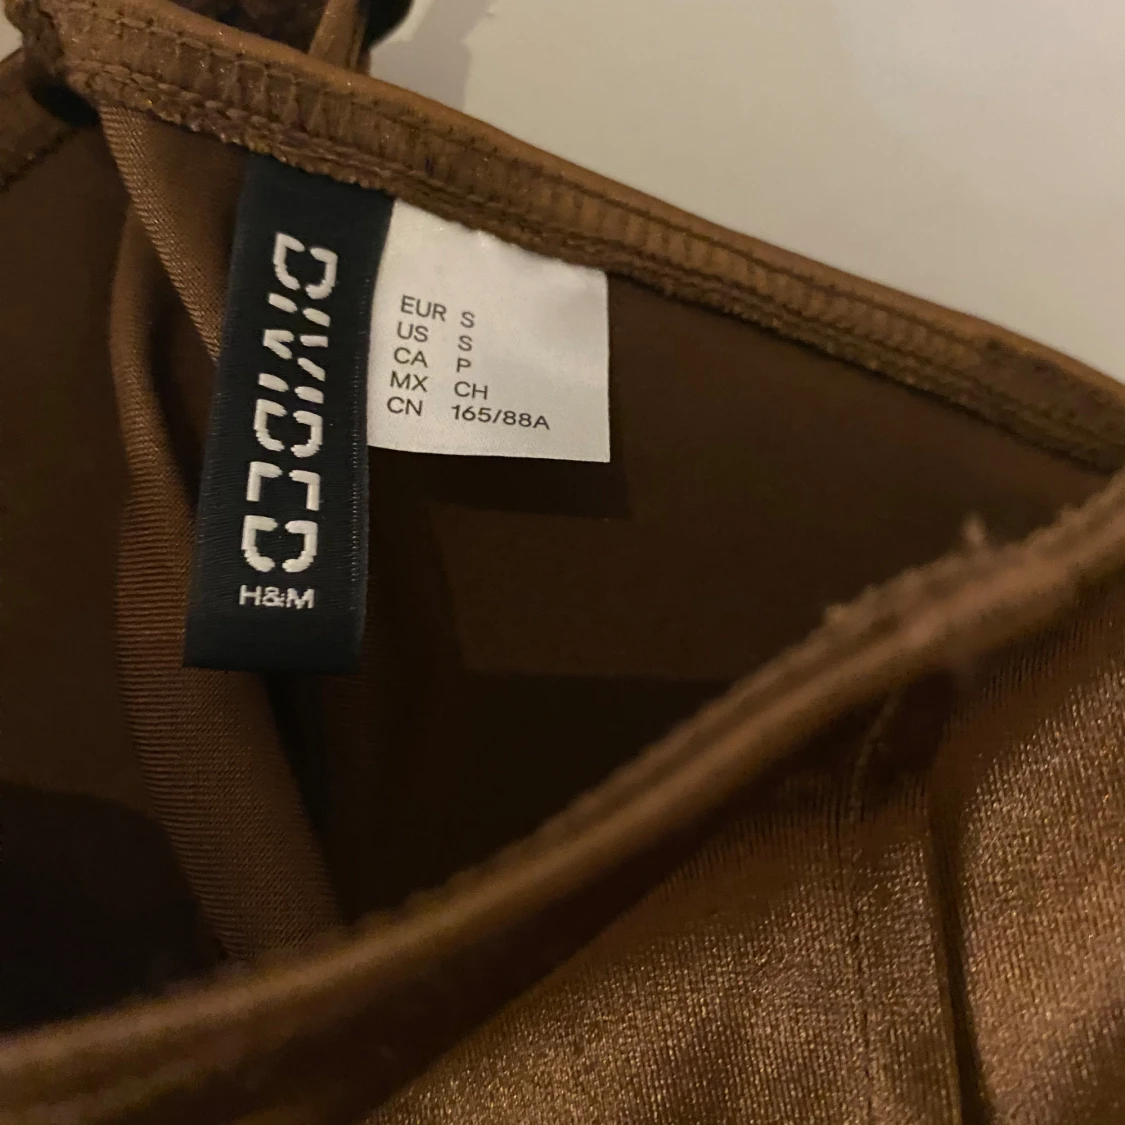 DIVIDED
H&M
EUR S
US S
CA P
MX CH
CN 165/88A